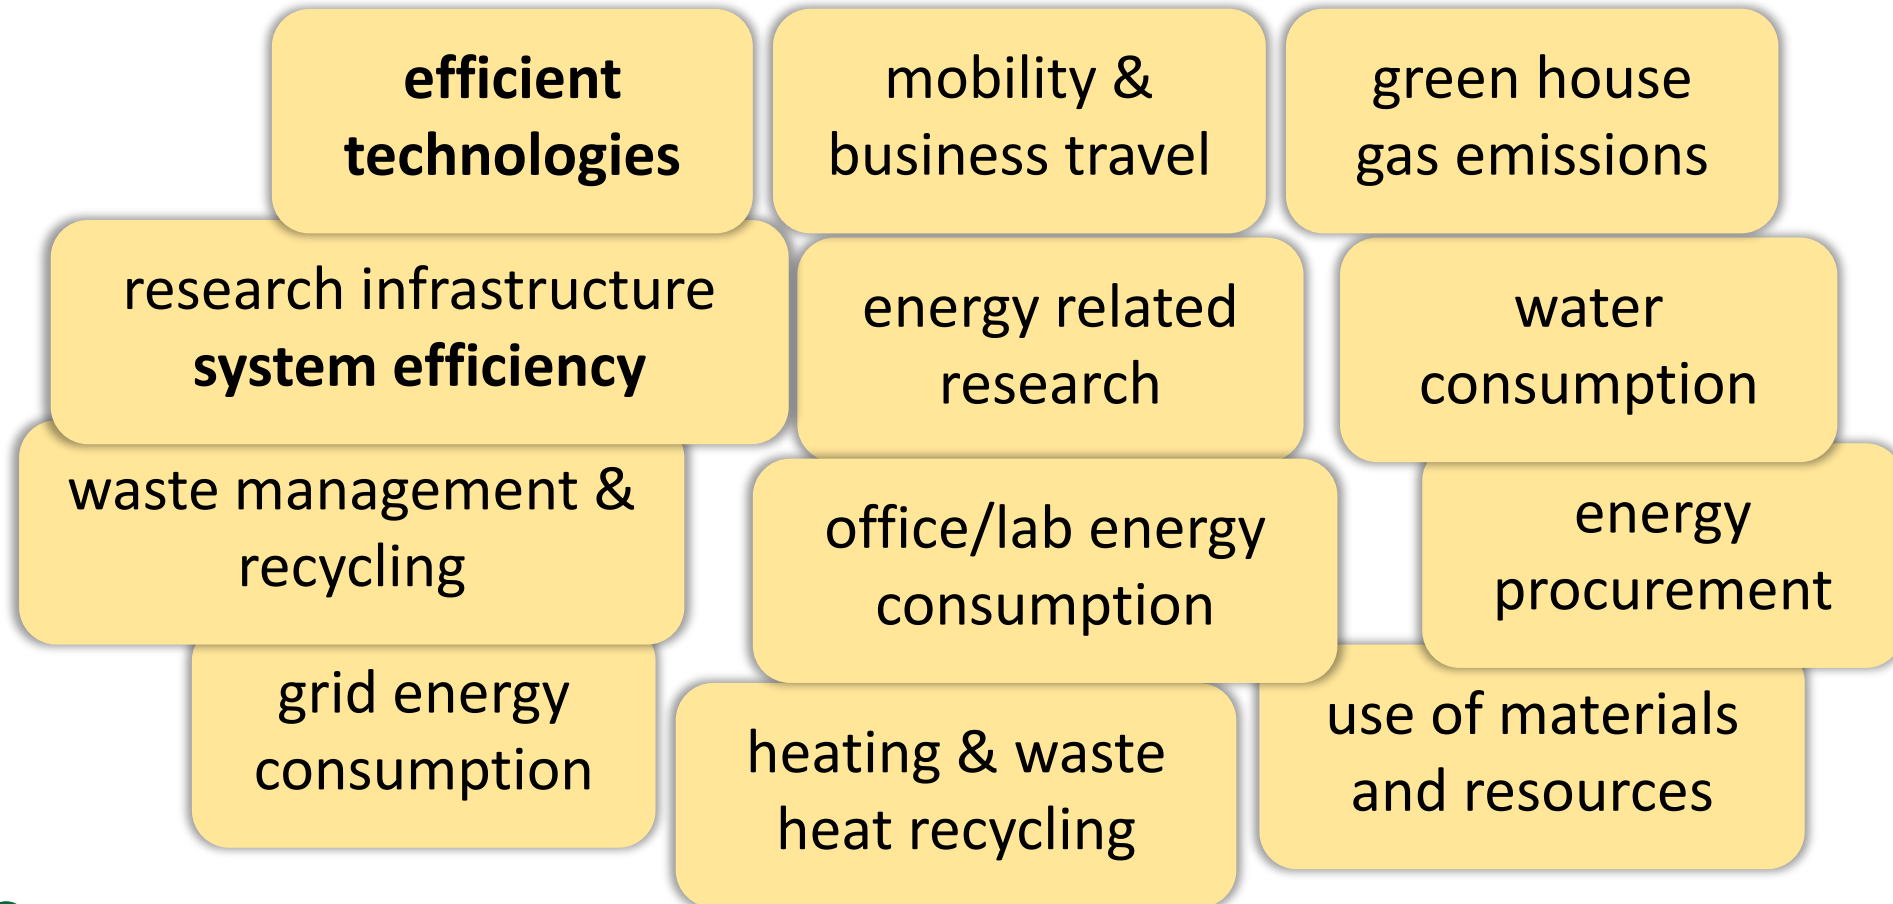 efficient
technologies
mobility &
business travel
green house
gas emissions
research infrastructure
system efficiency
energy related
research
water
consumption
waste management &
recycling
office/lab energy
consumption
energy
procurement
grid energy
consumption
heating & waste
heat recycling
use of materials
and resources